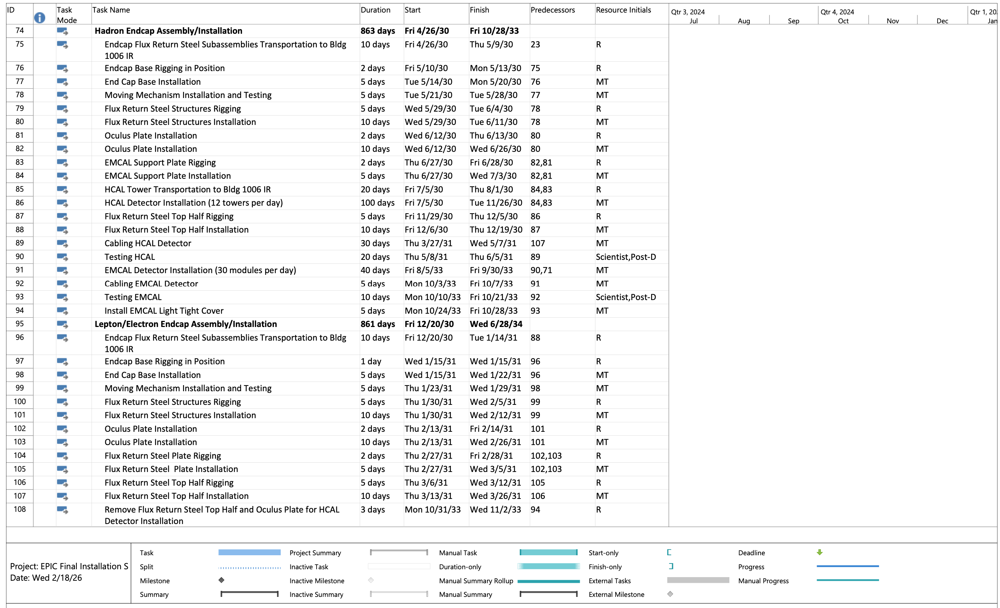 ID Task Mode Task Name Duration Start Finish Predecessors Resource Initials Qtr 3, 2024 Qtr 4, 2024 Qtr 1, 20
Jul Aug Sep Oct Nov Dec Jan
74 Hadron Endcap Assembly/Installation 863 days Fri 4/26/30 Fri 10/28/33
75 Endcap Flux Return Steel Subassemblies Transportation to Bldg 10 days Fri 4/26/30 Thu 5/9/30 23 R
1006 IR
76 Endcap Base Rigging in Position 2 days Fri 5/10/30 Mon 5/13/30 75 R
77 End Cap Base Installation 5 days Tue 5/14/30 Mon 5/20/30 76 MT
78 Moving Mechanism Installation and Testing 5 days Tue 5/21/30 Tue 5/28/30 77 MT
79 Flux Return Steel Structures Rigging 5 days Wed 5/29/30 Tue 6/4/30 78 R
80 Flux Return Steel Structures Installation 10 days Wed 5/29/30 Tue 6/11/30 78 MT
81 Oculus Plate Installation 2 days Wed 6/12/30 Thu 6/13/30 80 R
82 Oculus Plate Installation 10 days Wed 6/12/30 Wed 6/26/30 80 MT
83 EMCAL Support Plate Rigging 2 days Thu 6/27/30 Fri 6/28/30 82,81 R
84 EMCAL Support Plate Installation 5 days Thu 6/27/30 Wed 7/3/30 82,81 MT
85 HCAL Tower Transportation to Bldg 1006 IR 20 days Fri 7/5/30 Thu 8/1/30 84,83 R
86 HCAL Detector Installation (12 towers per day) 100 days Fri 7/5/30 Tue 11/26/30 84,83 MT
87 Flux Return Steel Top Half Rigging 5 days Fri 11/29/30 Thu 12/5/30 86 R
88 Flux Return Steel Top Half Installation 10 days Fri 12/6/30 Thu 12/19/30 87 MT
89 Cabling HCAL Detector 30 days Thu 3/27/31 Wed 5/7/31 107 MT
90 Testing HCAL 20 days Thu 5/8/31 Thu 6/5/31 89 Scientist,Post-D
91 EMCAL Detector Installation (30 modules per day) 40 days Fri 8/5/33 Fri 9/30/33 90,71 MT
92 Cabling EMCAL Detector 5 days Mon 10/3/33 Fri 10/7/33 91 MT
93 Testing EMCAL 10 days Mon 10/10/33 Fri 10/21/33 92 Scientist,Post-D
94 Install EMCAL Light Tight Cover 5 days Mon 10/24/33 Fri 10/28/33 93 MT
95 Lepton/Electron Endcap Assembly/Installation 861 days Fri 12/20/30 Wed 6/28/34
96 Endcap Flux Return Steel Subassemblies Transportation to Bldg 10 days Fri 12/20/30 Tue 1/14/31 88 R
1006 IR
97 Endcap Base Rigging in Position 1 day Wed 1/15/31 Wed 1/15/31 96 R
98 End Cap Base Installation 5 days Wed 1/15/31 Wed 1/22/31 96 MT
99 Moving Mechanism Installation and Testing 5 days Thu 1/23/31 Wed 1/29/31 98 MT
100 Flux Return Steel Structures Rigging 5 days Thu 1/30/31 Wed 2/5/31 99 R
101 Flux Return Steel Structures Installation 10 days Thu 1/30/31 Wed 2/12/31 99 MT
102 Oculus Plate Installation 2 days Thu 2/13/31 Fri 2/14/31 101 R
103 Oculus Plate Installation 10 days Thu 2/13/31 Wed 2/26/31 101 MT
104 Flux Return Steel Plate Rigging 2 days Thu 2/27/31 Fri 2/28/31 102,103 R
105 Flux Return Steel  Plate Installation 5 days Thu 2/27/31 Wed 3/5/31 102,103 MT
106 Flux Return Steel Top Half Rigging 5 days Thu 3/6/31 Wed 3/12/31 105 R
107 Flux Return Steel Top Half Installation 10 days Thu 3/13/31 Wed 3/26/31 106 MT
108 Remove Flux Return Steel Top Half and Oculus Plate for HCAL 3 days Mon 10/31/33 Wed 11/2/33 94 R
Detector Installation
Project: EPIC Final Installation S
Date: Wed 2/18/26
Task Project Summary Manual Task Start-only Deadline
Split Inactive Task Duration-only Finish-only Progress
Milestone Inactive Milestone Manual Summary Rollup External Tasks Manual Progress
Summary Inactive Summary Manual Summary External Milestone